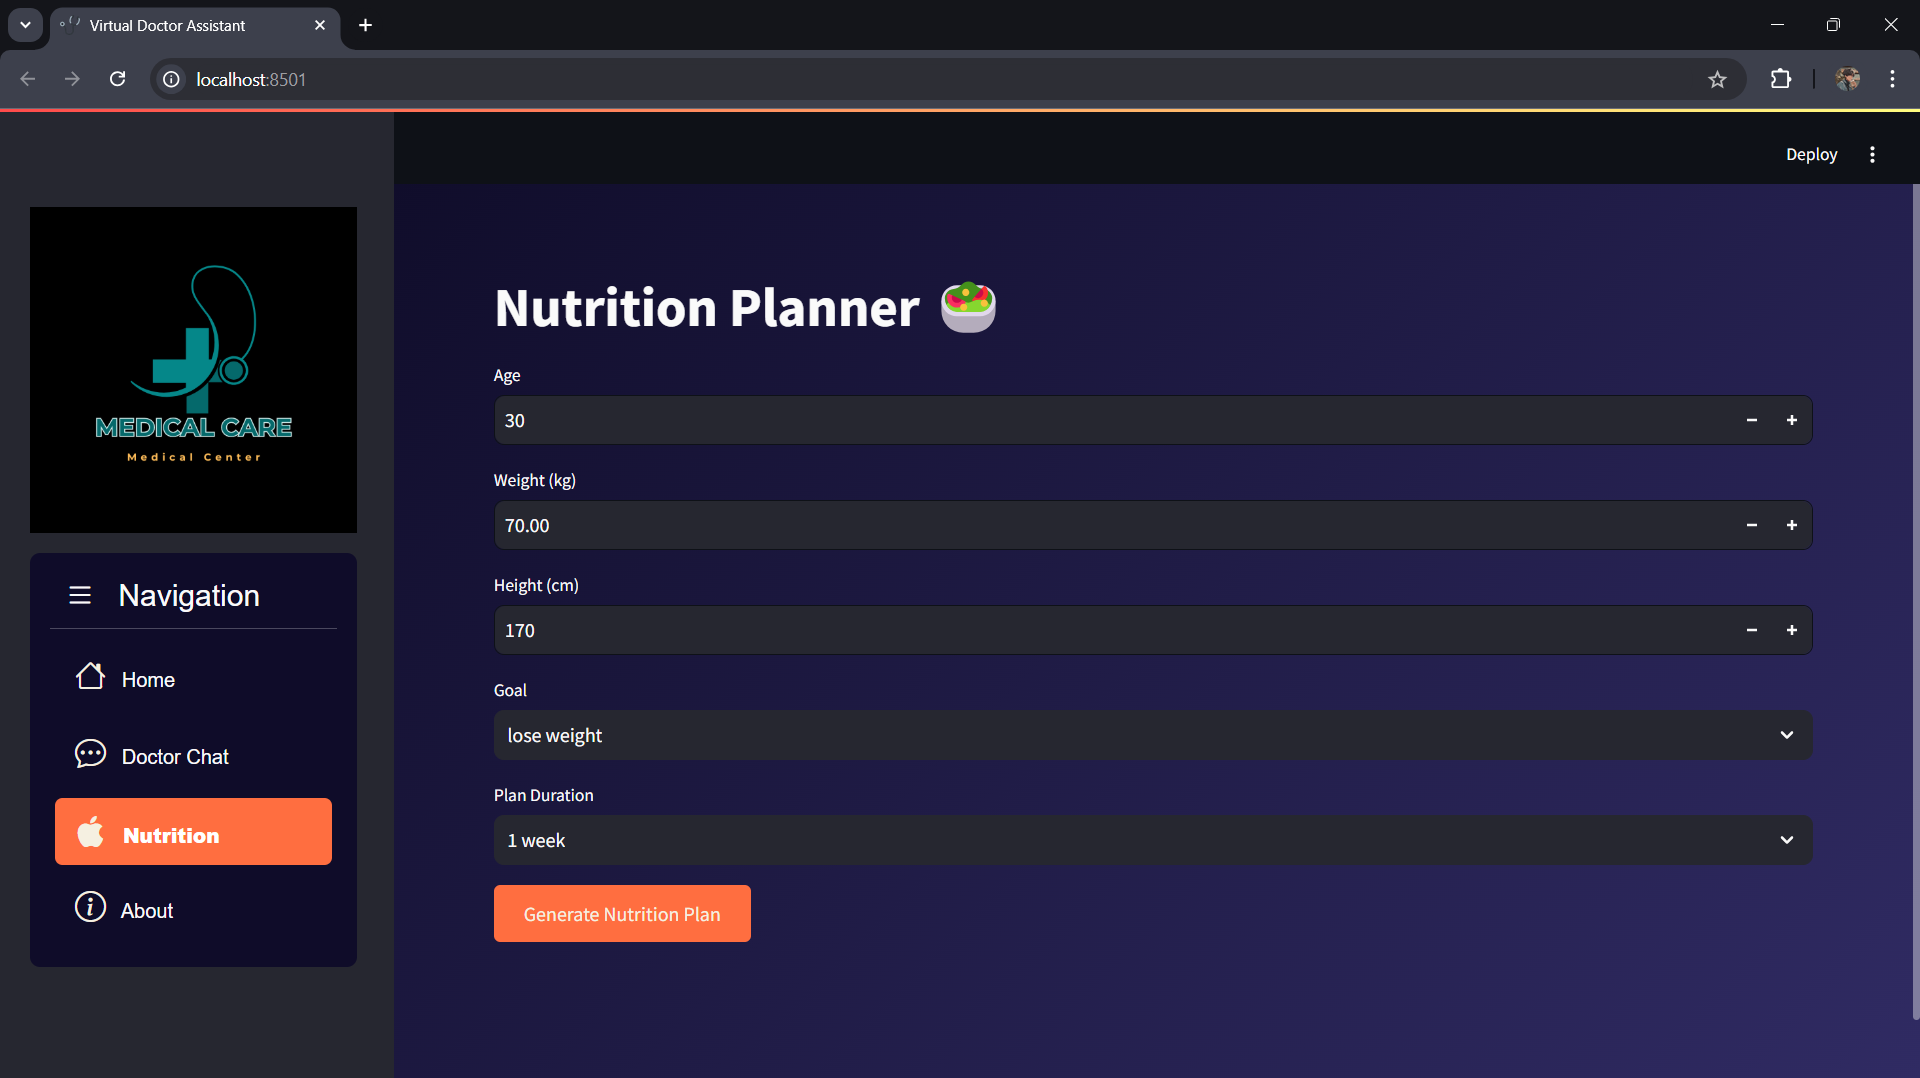 Virtual Doctor Assistant
localhost:8501
Deploy
MEDICAL CARE
Medical Center
Navigation
Home
Doctor Chat
Nutrition
About
Nutrition Planner
Age
30
Weight (kg)
70.00
Height (cm)
170
Goal
lose weight
Plan Duration
1 week
Generate Nutrition Plan